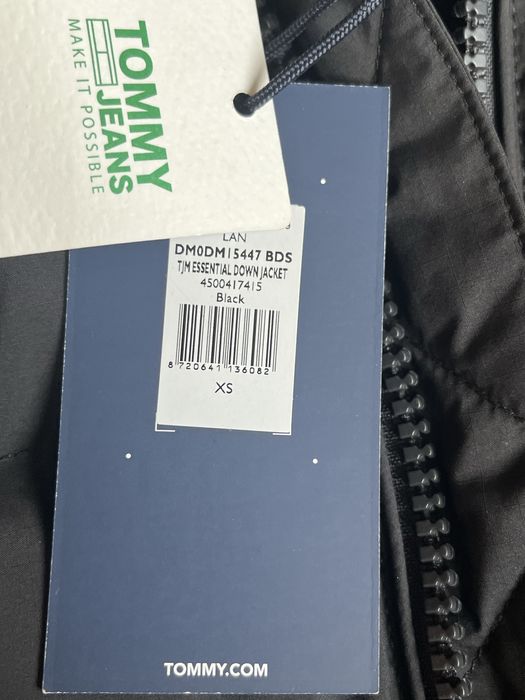 TOMMY
JEANS
MAKE IT POSSIBLE
LAN
DM0DM15447 BDS
TJM ESSENTIAL DOWN JACKET
4500417415
Black
8 720641 136082
XS
TOMMY.COM